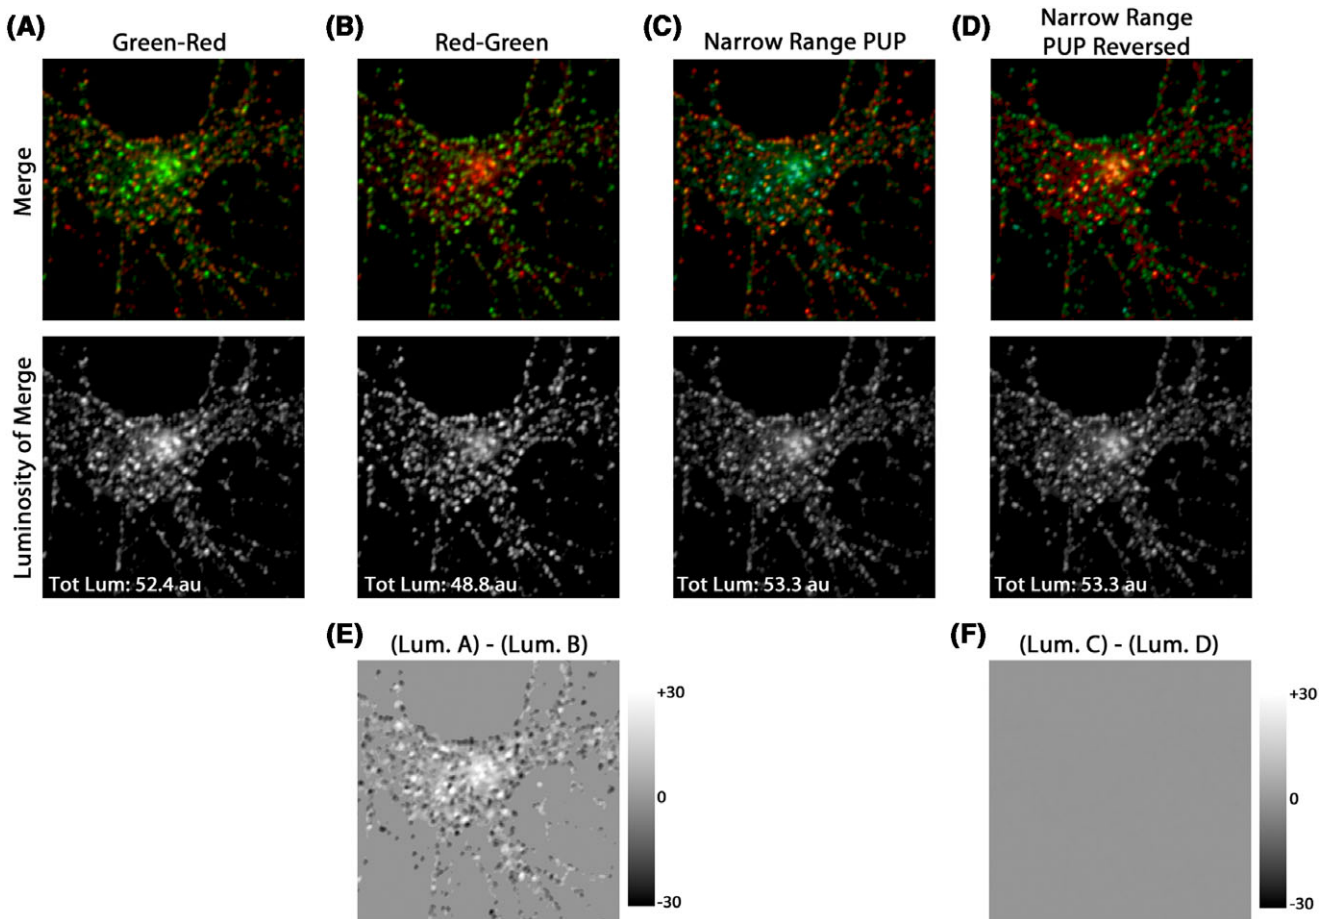 (A)
Green-Red
(B)
Red-Green
(C)
Narrow Range PUP
(D)
Narrow Range
PUP Reversed
Merge
Luminosity of Merge
Tot Lum: 52.4 au
Tot Lum: 48.8 au
Tot Lum: 53.3 au
Tot Lum: 53.3 au
(E)
(Lum. A) - (Lum. B)
+30
0
-30
(F)
(Lum. C) - (Lum. D)
+30
0
-30